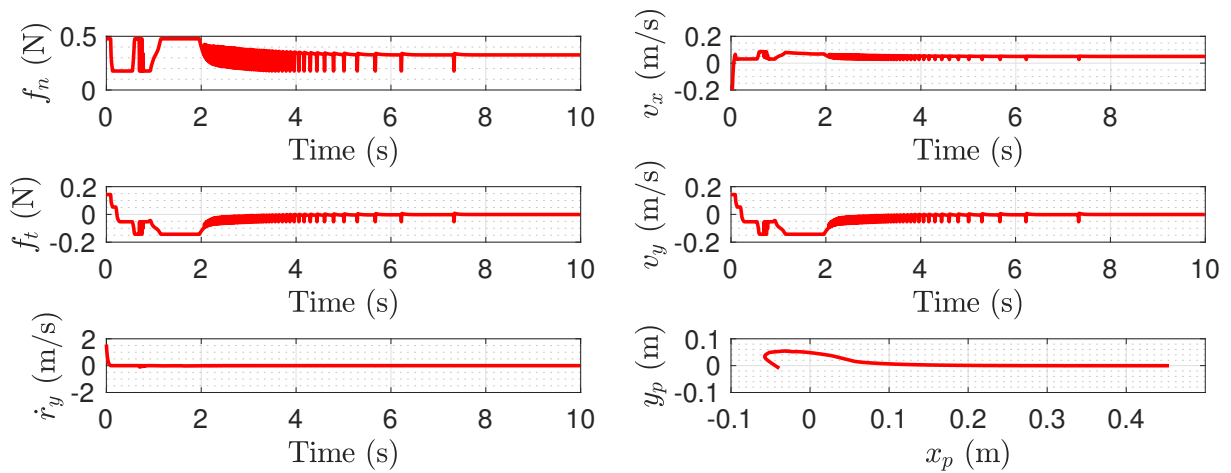 f_n (N)
0.5
0
0 2 4 6 8 10
Time (s)
v_x (m/s)
0.2
0
-0.2
0 2 4 6 8 10
Time (s)
f_t (N)
0.2
0
-0.2
0 2 4 6 8 10
Time (s)
v_y (m/s)
0.2
0
-0.2
0 2 4 6 8 10
Time (s)
ṙ_y (m/s)
2
0
-2
0 2 4 6 8 10
Time (s)
y_p (m)
0.1
0
-0.1
-0.1 0 0.1 0.2 0.3 0.4
x_p (m)